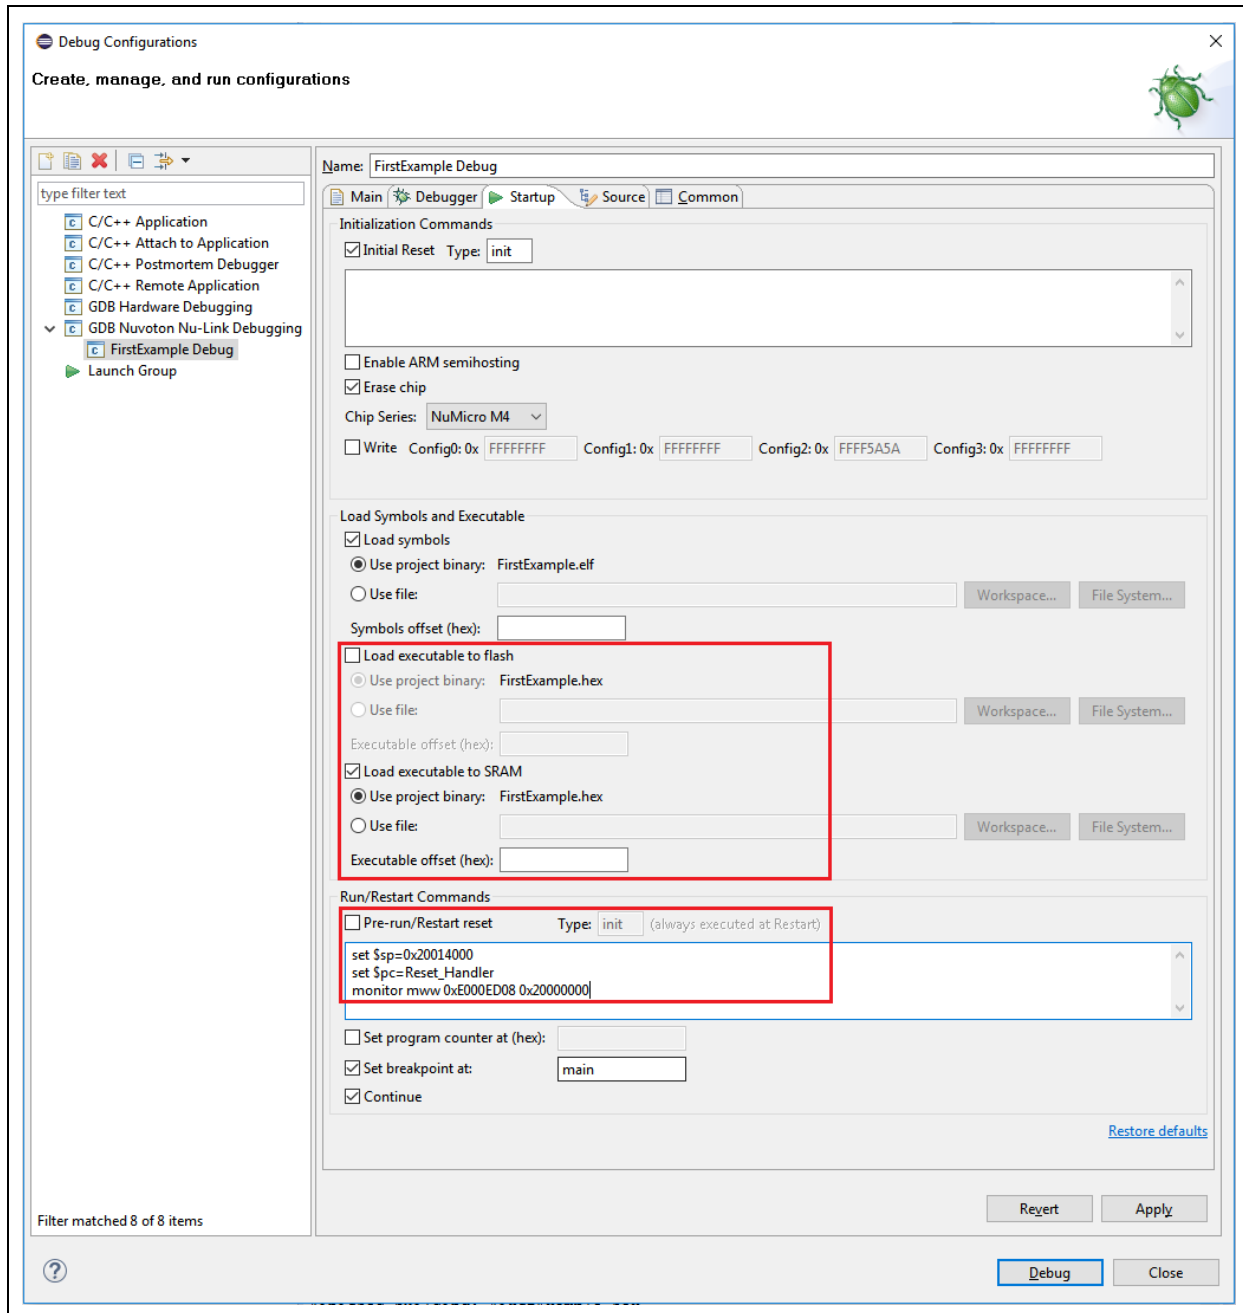 Debug Configurations
Create, manage, and run configurations
type filter text
C/C++ Application
C/C++ Attach to Application
C/C++ Postmortem Debugger
C/C++ Remote Application
GDB Hardware Debugging
GDB Nuvoton Nu-Link Debugging
FirstExample Debug
Launch Group
Filter matched 8 of 8 items
Name: FirstExample Debug
Main Debugger Startup Source Common
Initialization Commands
Initial Reset Type: init
Enable ARM semihosting
Erase chip
Chip Series: NuMicro M4
Write Config0: 0x FFFFFFFF Config1: 0x FFFFFFFF Config2: 0x FFFF5A5A Config3: 0x FFFFFFFF
Load Symbols and Executable
Load symbols
Use project binary: FirstExample.elf
Use file: Workspace... File System...
Symbols offset (hex):
Load executable to flash
Use project binary: FirstExample.hex
Use file: Workspace... File System...
Executable offset (hex):
Load executable to SRAM
Use project binary: FirstExample.hex
Use file: Workspace... File System...
Executable offset (hex):
Run/Restart Commands
Pre-run/Restart reset Type: init (always executed at Restart)
set $sp=0x20014000
set $pc=Reset_Handler
monitor mww 0xE000ED08 0x20000000
Set program counter at (hex):
Set breakpoint at: main
Continue
Restore defaults
Revert Apply
Debug Close